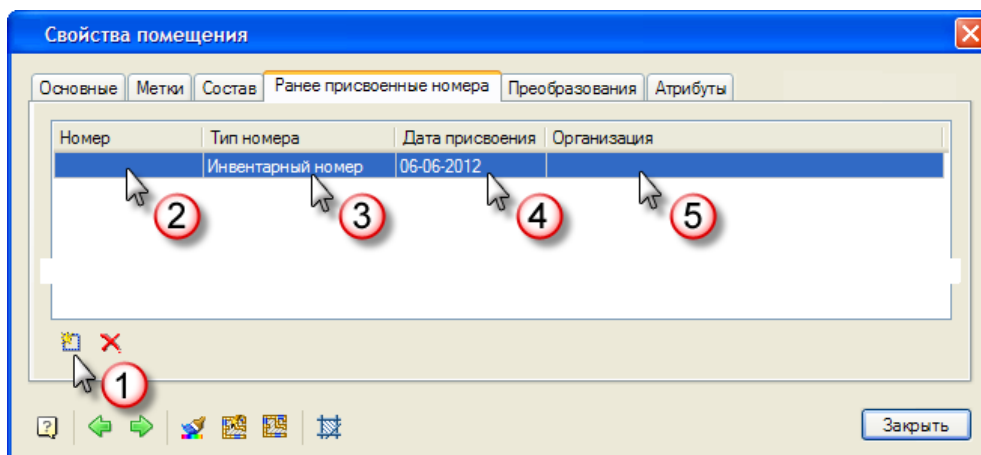 Свойства помещения
Основные Метки Состав Ранее присвоенные номера Преобразования Атрибуты
Номер Тип номера Дата присвоения Организация
Инвентарный номер 06-06-2012
2 3 4 5
1
?
Закрыть